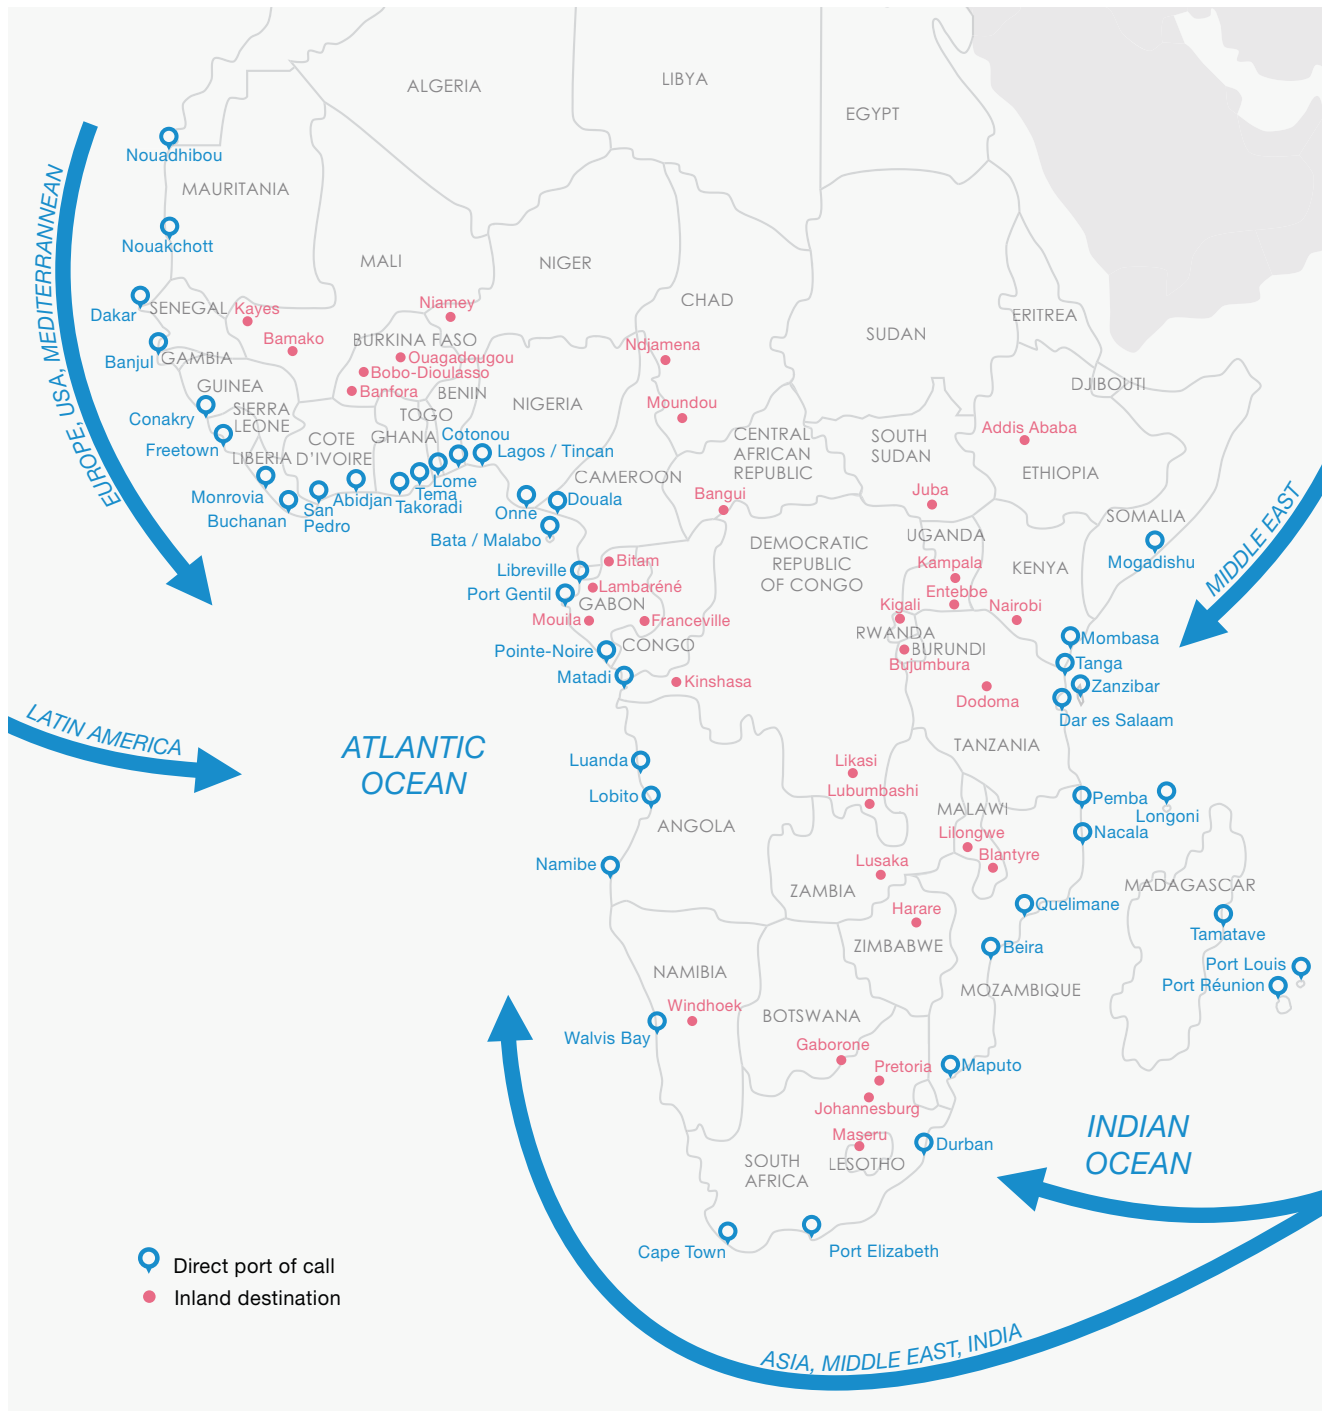 ALGERIA
LIBYA
EGYPT
Nouadhibou
MAURITANIA
Nouakchott
MALI
NIGER
CHAD
SUDAN
ERITREA
DJIBOUTI
EUROPE, USA, MEDITERRANNEAN
Dakar
SENEGAL
Kayes
Niamey
Bamako
BURKINA FASO
Ouagadougou
Bobo-Dioulasso
Banfora
Ndjamena
Moundou
Banjul
GAMBIA
GUINEA
Conakry
SIERRA
LEONE
Freetown
LIBERIA
COTE
D’IVOIRE
GHANA
TOGO
BENIN
NIGERIA
Cotonou
Lagos / Tincan
CAMEROON
CENTRAL
AFRICAN
REPUBLIC
SOUTH
SUDAN
Addis Ababa
ETHIOPIA
Monrovia
Buchanan
San
Pedro
Abidjan
Takoradi
Tema
Lome
Onne
Douala
Bangui
Juba
SOMALIA
Mogadishu
MIDDLE EAST
Bata / Malabo
DEMOCRATIC
REPUBLIC
OF CONGO
UGANDA
Kampala
KENYA
Libreville
Bitam
Port Gentil
Lambaréné
GABON
Mouila
Franceville
Entebbe
Kigali
Nairobi
Pointe-Noire
CONGO
RWANDA
BURUNDI
Bujumbura
Mombasa
Tanga
Matadi
Kinshasa
Dodoma
Zanzibar
Dar es Salaam
LATIN AMERICA
ATLANTIC
OCEAN
Luanda
TANZANIA
Likasi
Lobito
Lubumbashi
Pemba
Longoni
ANGOLA
MALAWI
Nacala
Lilongwe
Namibe
Lusaka
Blantyre
ZAMBIA
MADAGASCAR
Harare
Quelimane
Tamatave
ZIMBABWE
Beira
Port Louis
NAMIBIA
MOZAMBIQUE
Port Réunion
Windhoek
BOTSWANA
Walvis Bay
Gaborone
Pretoria
Maputo
Johannesburg
Maseru
INDIAN
OCEAN
Durban
SOUTH
AFRICA
LESOTHO
Cape Town
Port Elizabeth
Direct port of call
Inland destination
ASIA, MIDDLE EAST, INDIA